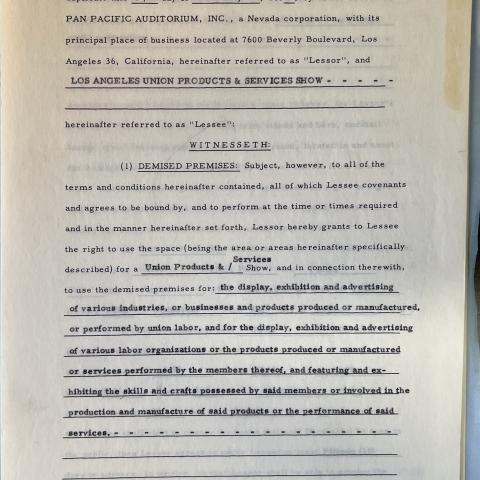 PAN PACIFIC AUDITORIUM, INC., a Nevada corporation, with its
principal place of business located at 7600 Beverly Boulevard, Los
Angeles 36, California, hereafter referred to as "Lessor", and
LOS ANGELES UNION PRODUCTS & SERVICES SHOW - - - - -
hereinafter referred to as "Lessee":
WITNESSETH:
(1) DEMISED PREMISES: Subject, however, to all of the
terms and conditions hereinafter contained, all of which Lessee covenants
and agrees to be bound by, and to perform at the time or times required
and in the manner hereinafter set forth, Lessor hereby grants to Lessee
the right to use the space (being the area or areas hereinafter specifically
Services
described) for a Union Products & / Show, and in connection therewith,
to use the demised premises for: the display, exhibition and advertising
of various industries, or businesses and products produced or manufactured,
or performed by union labor, and for the display, exhibition and advertising
of various labor organizations or the products produced or manufactured
or services performed by the members thereof, and featuring and ex-
hibiting the skills and crafts possessed by said members or involved in the
production and manufacture of said products or the performance of said
services. - - - - - - - - - - - - - - - - - -